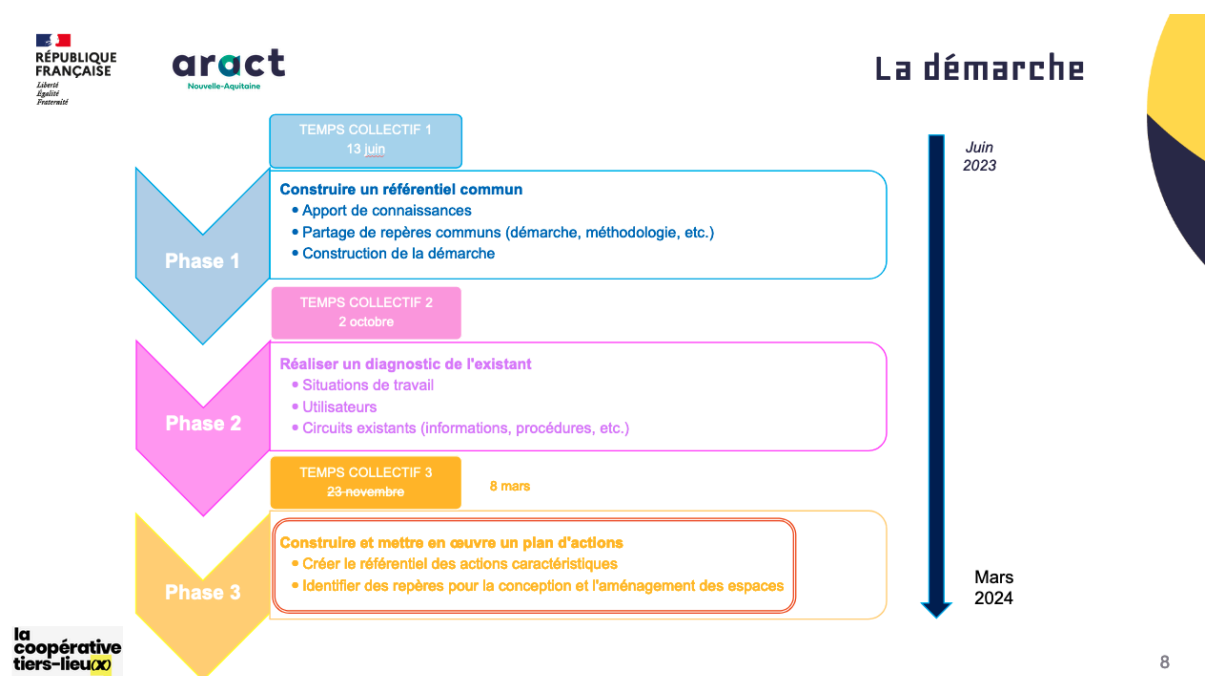 RÉPUBLIQUE
FRANÇAISE
Liberté
Égalité
Fraternité
aract
Nouvelle-Aquitaine
La démarche
TEMPS COLLECTIF 1
13 juin
Juin
2023
Phase 1
Construire un référentiel commun
• Apport de connaissances
• Partage de repères communs (démarche, méthodologie, etc.)
• Construction de la démarche
TEMPS COLLECTIF 2
2 octobre
Phase 2
Réaliser un diagnostic de l'existant
• Situations de travail
• Utilisateurs
• Circuits existants (informations, procédures, etc.)
TEMPS COLLECTIF 3
23 novembre
8 mars
Phase 3
Construire et mettre en œuvre un plan d'actions
• Créer le référentiel des actions caractéristiques
• Identifier des repères pour la conception et l'aménagement des espaces
Mars
2024
la
coopérative
tiers-lieu(x)
8